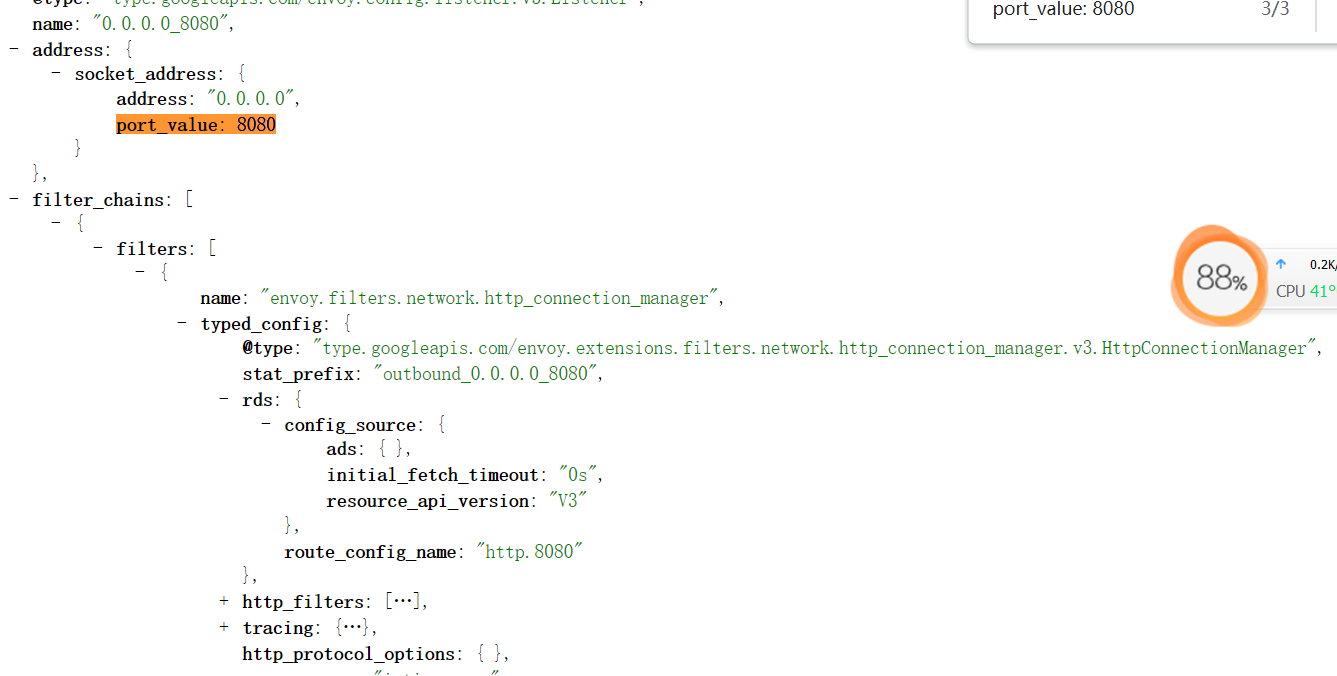 @type: "type.googleapis.com/envoy.config.listener.v3.Listener",
name: "0.0.0.0_8080",
- address: {
- socket_address: {
address: "0.0.0.0",
port_value: 8080
}
},
- filter_chains: [
- {
- filters: [
- {
name: "envoy.filters.network.http_connection_manager",
- typed_config: {
@type: "type.googleapis.com/envoy.extensions.filters.network.http_connection_manager.v3.HttpConnectionManager",
stat_prefix: "outbound_0.0.0.0_8080",
- rds: {
- config_source: {
ads: { },
initial_fetch_timeout: "0s",
resource_api_version: "V3"
},
route_config_name: "http.8080"
},
+ http_filters: […],
+ tracing: {…},
http_protocol_options: { },
port_value: 8080 3/3
88%
↑ 0.2K/
CPU 41°